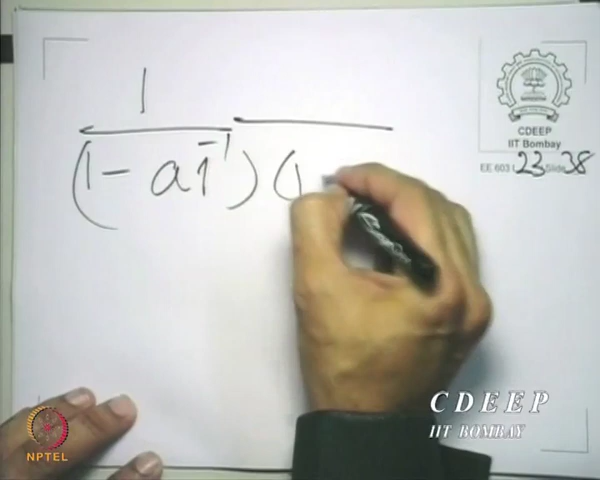 CDEEP
IIT Bombay
EE 603 L 23 Slide 38
1
(1 - a z^-1) (1
CDEEP
IIT BOMBAY
NPTEL